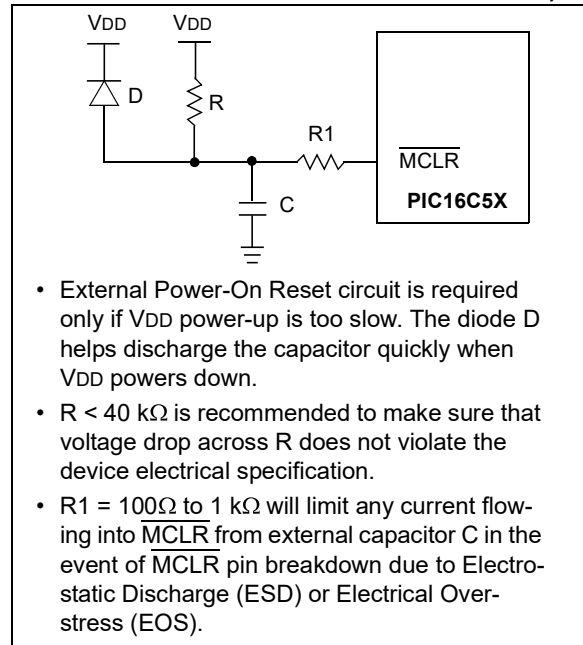 VDD VDD
D
R
R1
MCLR
PIC16C5X
C
• External Power-On Reset circuit is required
only if VDD power-up is too slow. The diode D
helps discharge the capacitor quickly when
VDD powers down.
• R < 40 kΩ is recommended to make sure that
voltage drop across R does not violate the
device electrical specification.
• R1 = 100Ω to 1 kΩ will limit any current flow-
ing into MCLR from external capacitor C in the
event of MCLR pin breakdown due to Electro-
static Discharge (ESD) or Electrical Over-
stress (EOS).